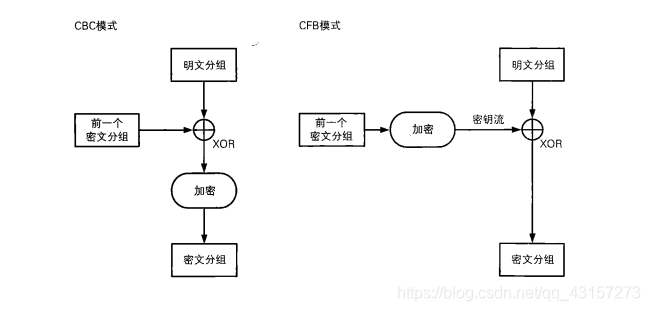 CBC模式
CFB模式
明文分组
明文分组
前一个
密文分组
XOR
前一个
密文分组
加密
密钥流
XOR
加密
密文分组
密文分组
https://blog.csdn.net/qq_43157273